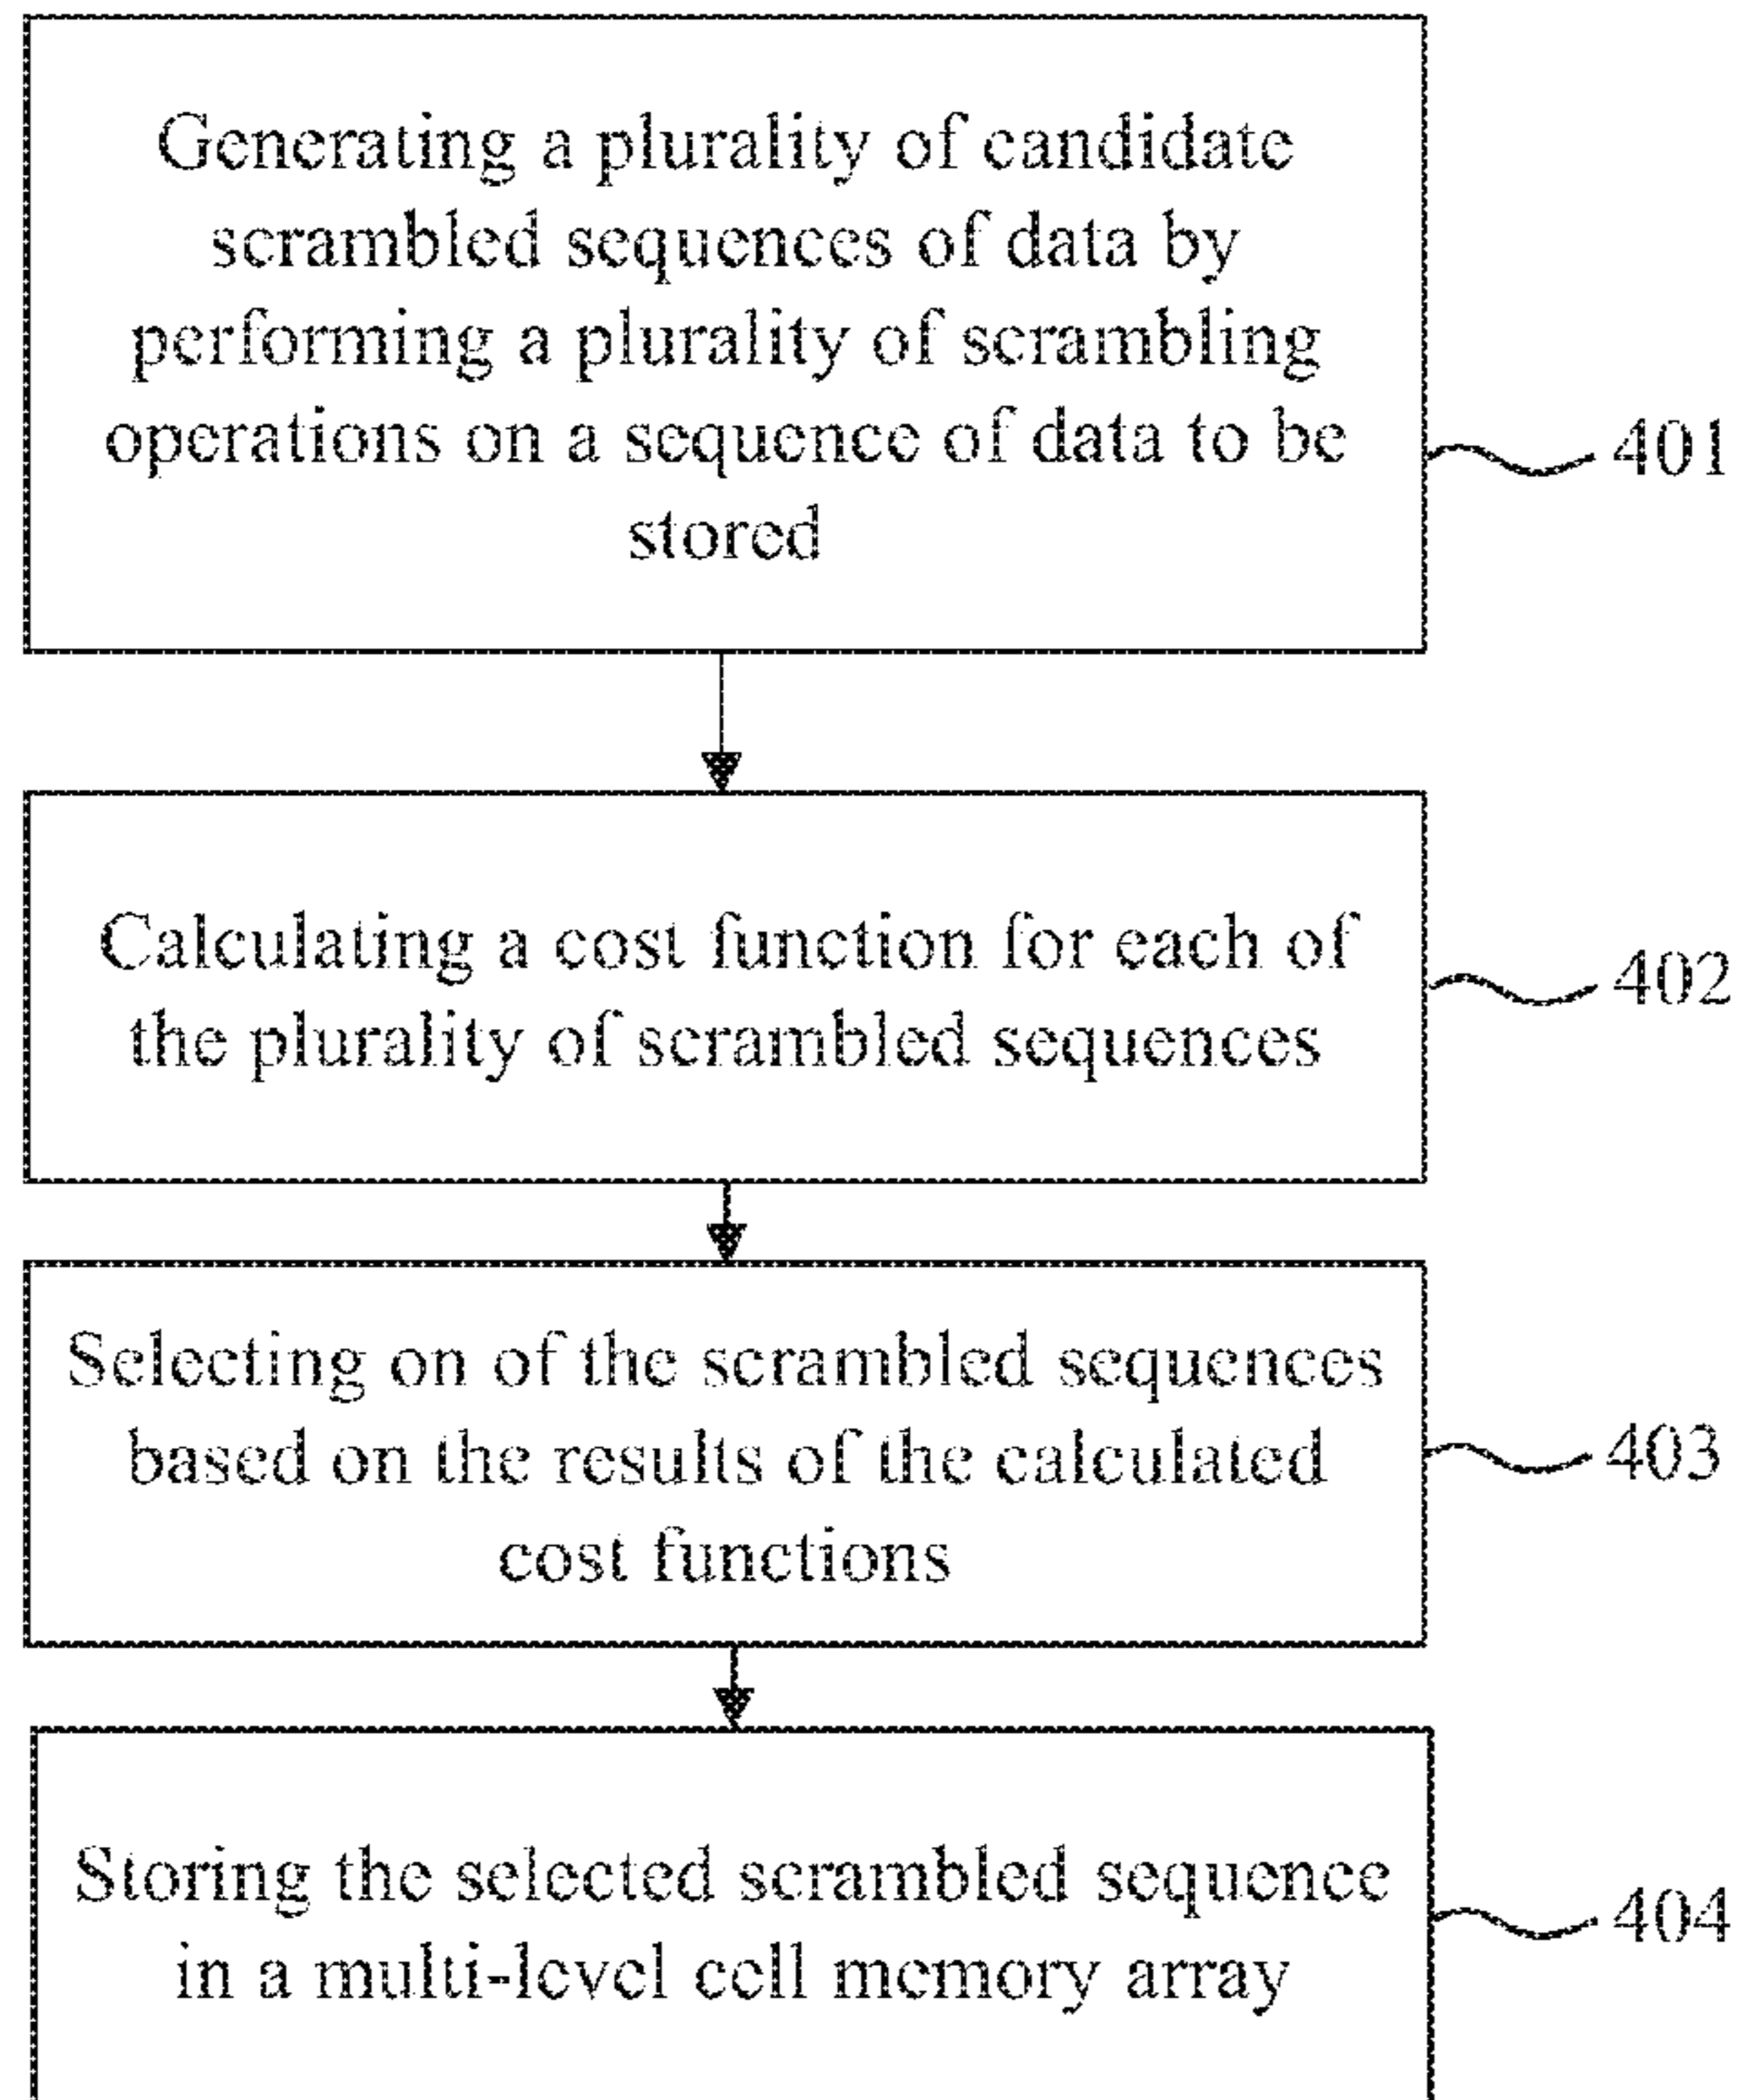 Generating a plurality of candidate
scrambled sequences of data by
performing a plurality of scrambling
operations on a sequence of data to be
stored
401
Calculating a cost function for each of
the plurality of scrambled sequences
402
Selecting on of the scrambled sequences
based on the results of the calculated
cost functions
403
Storing the selected scrambled sequence
in a multi-level cell memory array
404